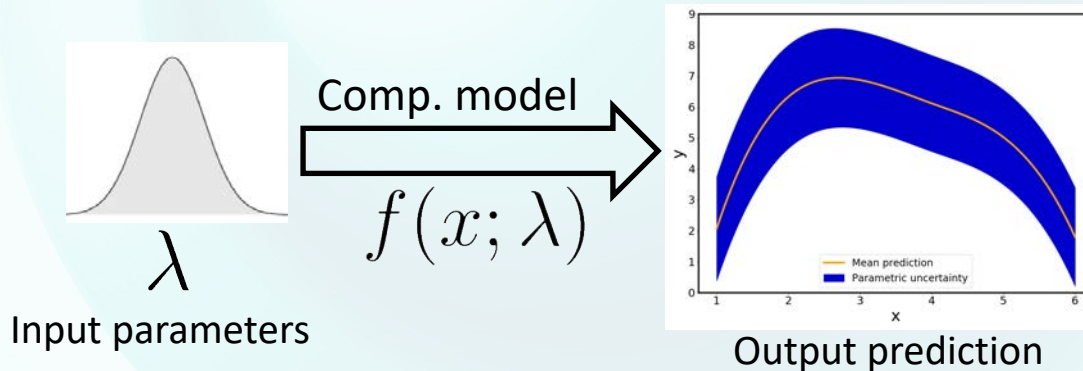 Comp. model
f(x; λ)
λ
Input parameters
9
8
7
6
5
4
3
2
1
0
y
Mean prediction
Parametric uncertainty
1 2 3 4 5 6
x
Output prediction